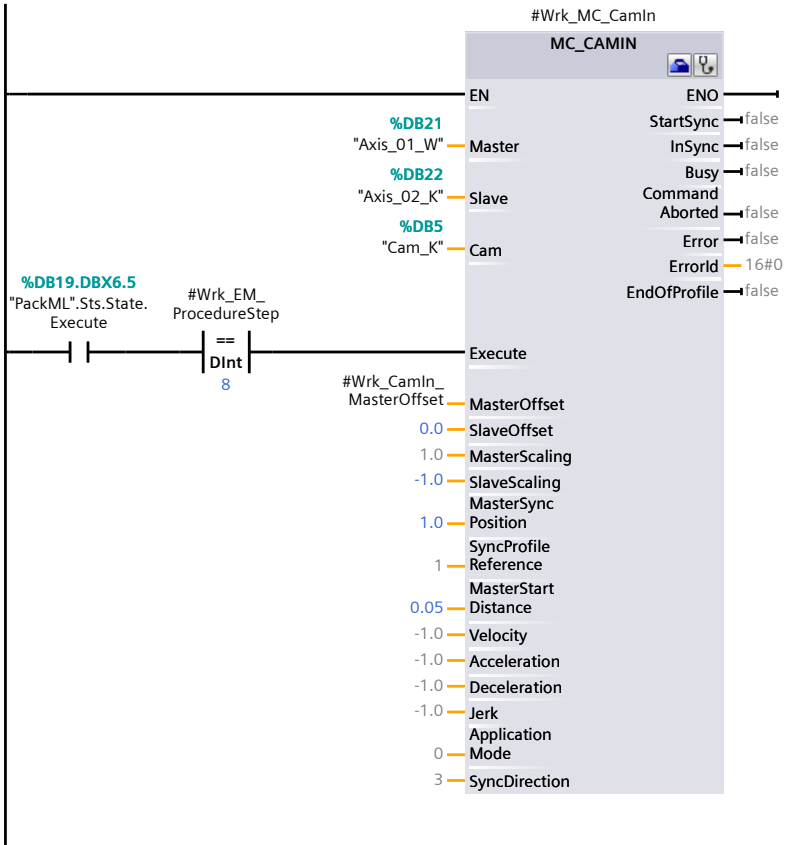 #Wrk_MC_CamIn
MC_CAMIN
EN
ENO
StartSync
false
%DB21
"Axis_01_W"
Master
InSync
false
Busy
false
%DB22
"Axis_02_K"
Slave
Command
Aborted
false
%DB5
"Cam_K"
Cam
Error
false
ErrorId
16#0
EndOfProfile
false
%DB19.DBX6.5
"PackML".Sts.State.
Execute
#Wrk_EM_
ProcedureStep
==
DInt
8
Execute
#Wrk_CamIn_
MasterOffset
MasterOffset
0.0
SlaveOffset
1.0
MasterScaling
-1.0
SlaveScaling
MasterSync
1.0
Position
SyncProfile
1
Reference
MasterStart
0.05
Distance
-1.0
Velocity
-1.0
Acceleration
-1.0
Deceleration
-1.0
Jerk
Application
0
Mode
3
SyncDirection